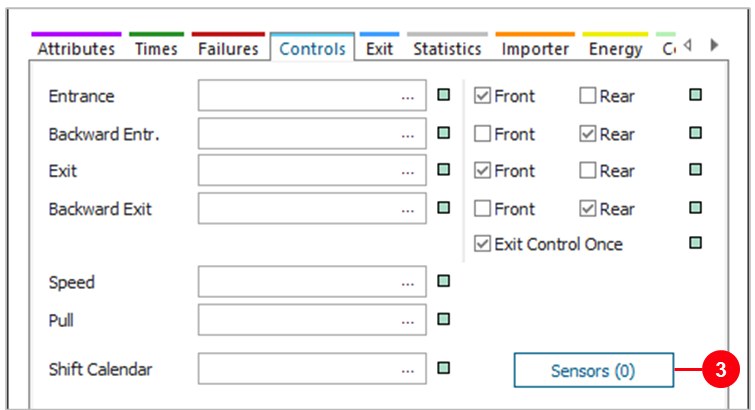 Attributes Times Failures Controls Exit Statistics Importer Energy
Entrance ... Front Rear
Backward Entr. ... Front Rear
Exit ... Front Rear
Backward Exit ... Front Rear
Exit Control Once
Speed ...
Pull ...
Shift Calendar ... Sensors (0) 3